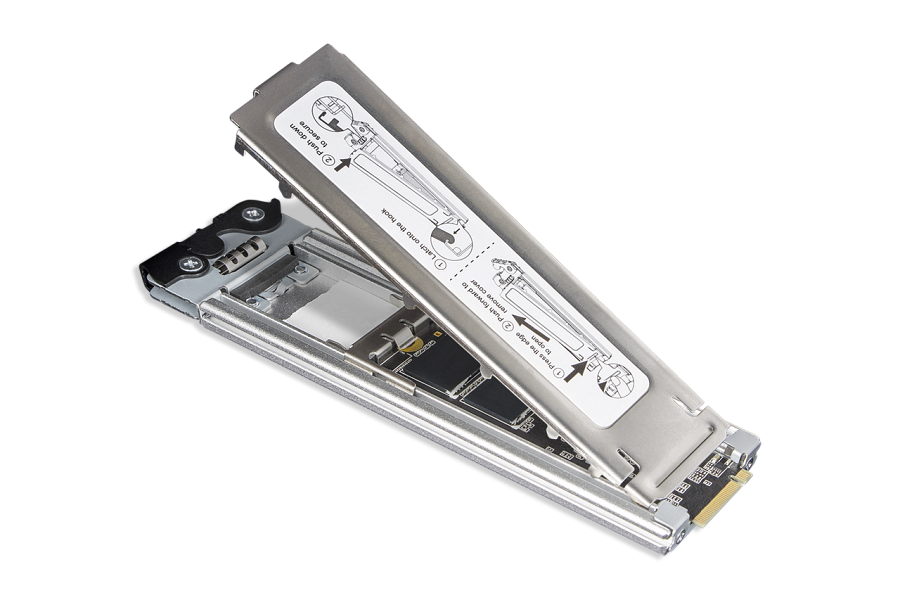 ① Latch onto the hook
② Push down
to secure
① Press the edge
to open
② Push forward to
remove cover